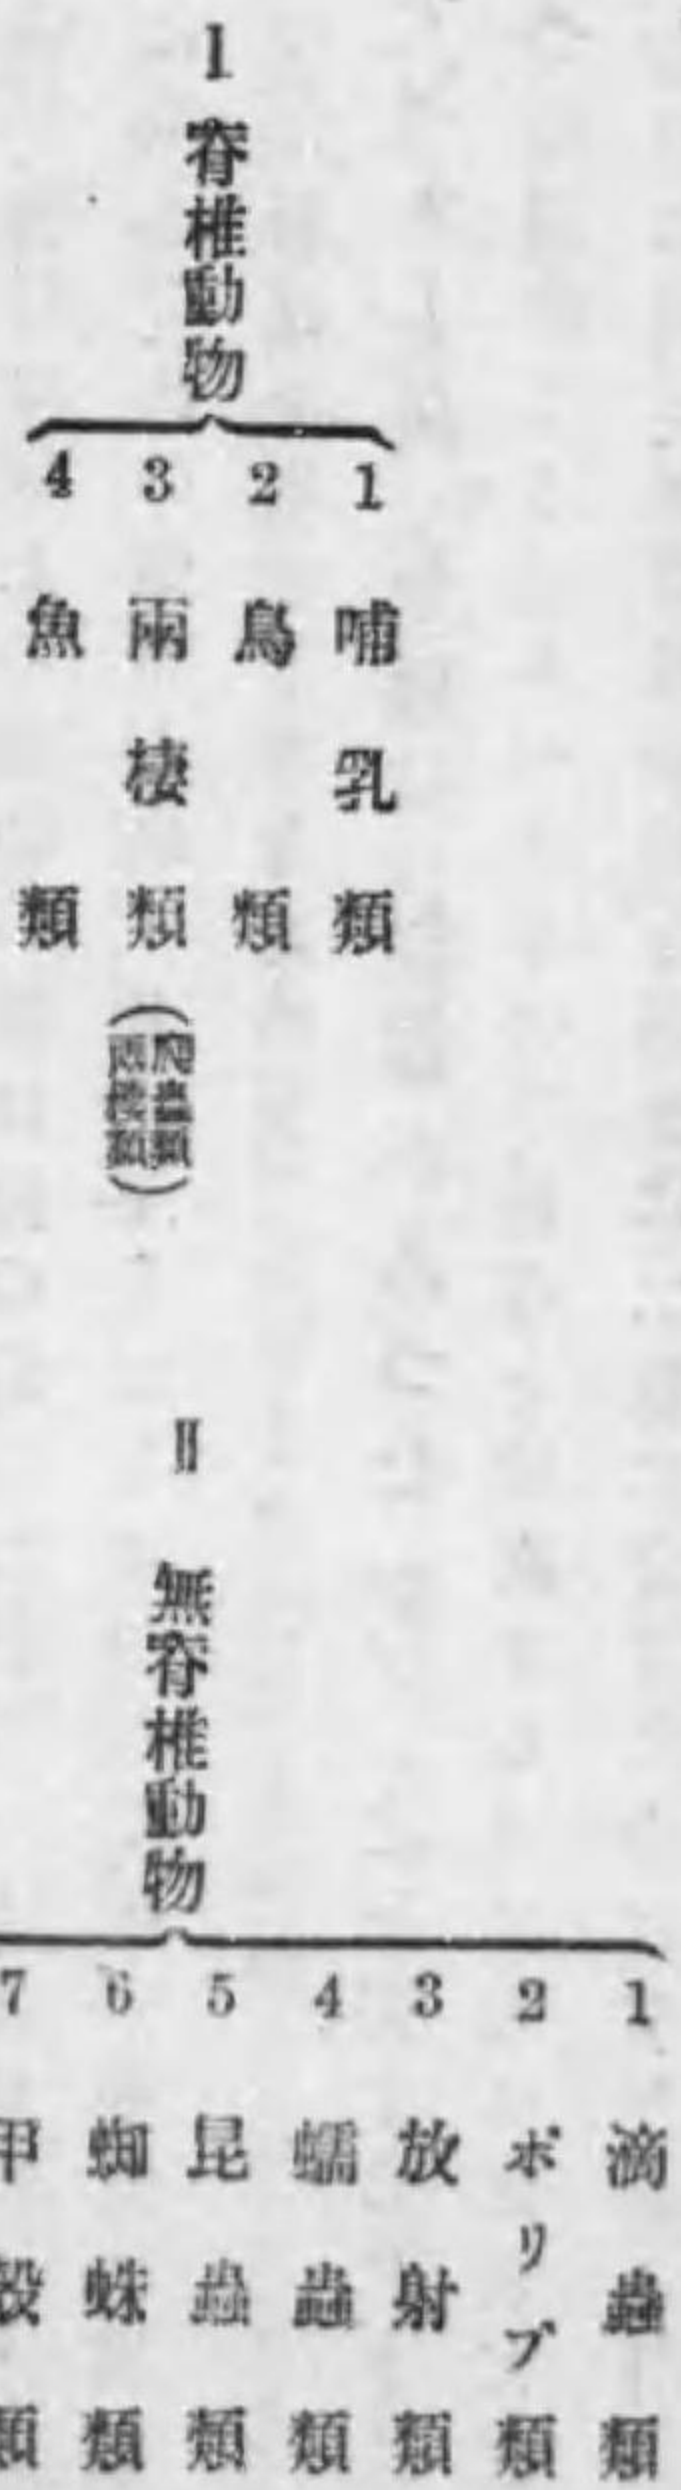 I 脊椎動物
1 哺乳類
2 鳥類
3 兩棲類（爬蟲類
兩棲類）
4 魚類
II 無脊椎動物
1 滴蟲類
2 ポリプ類
3 放射類
4 蠕蟲類
5 昆蟲類
6 蜘蛛類
7 甲殼類